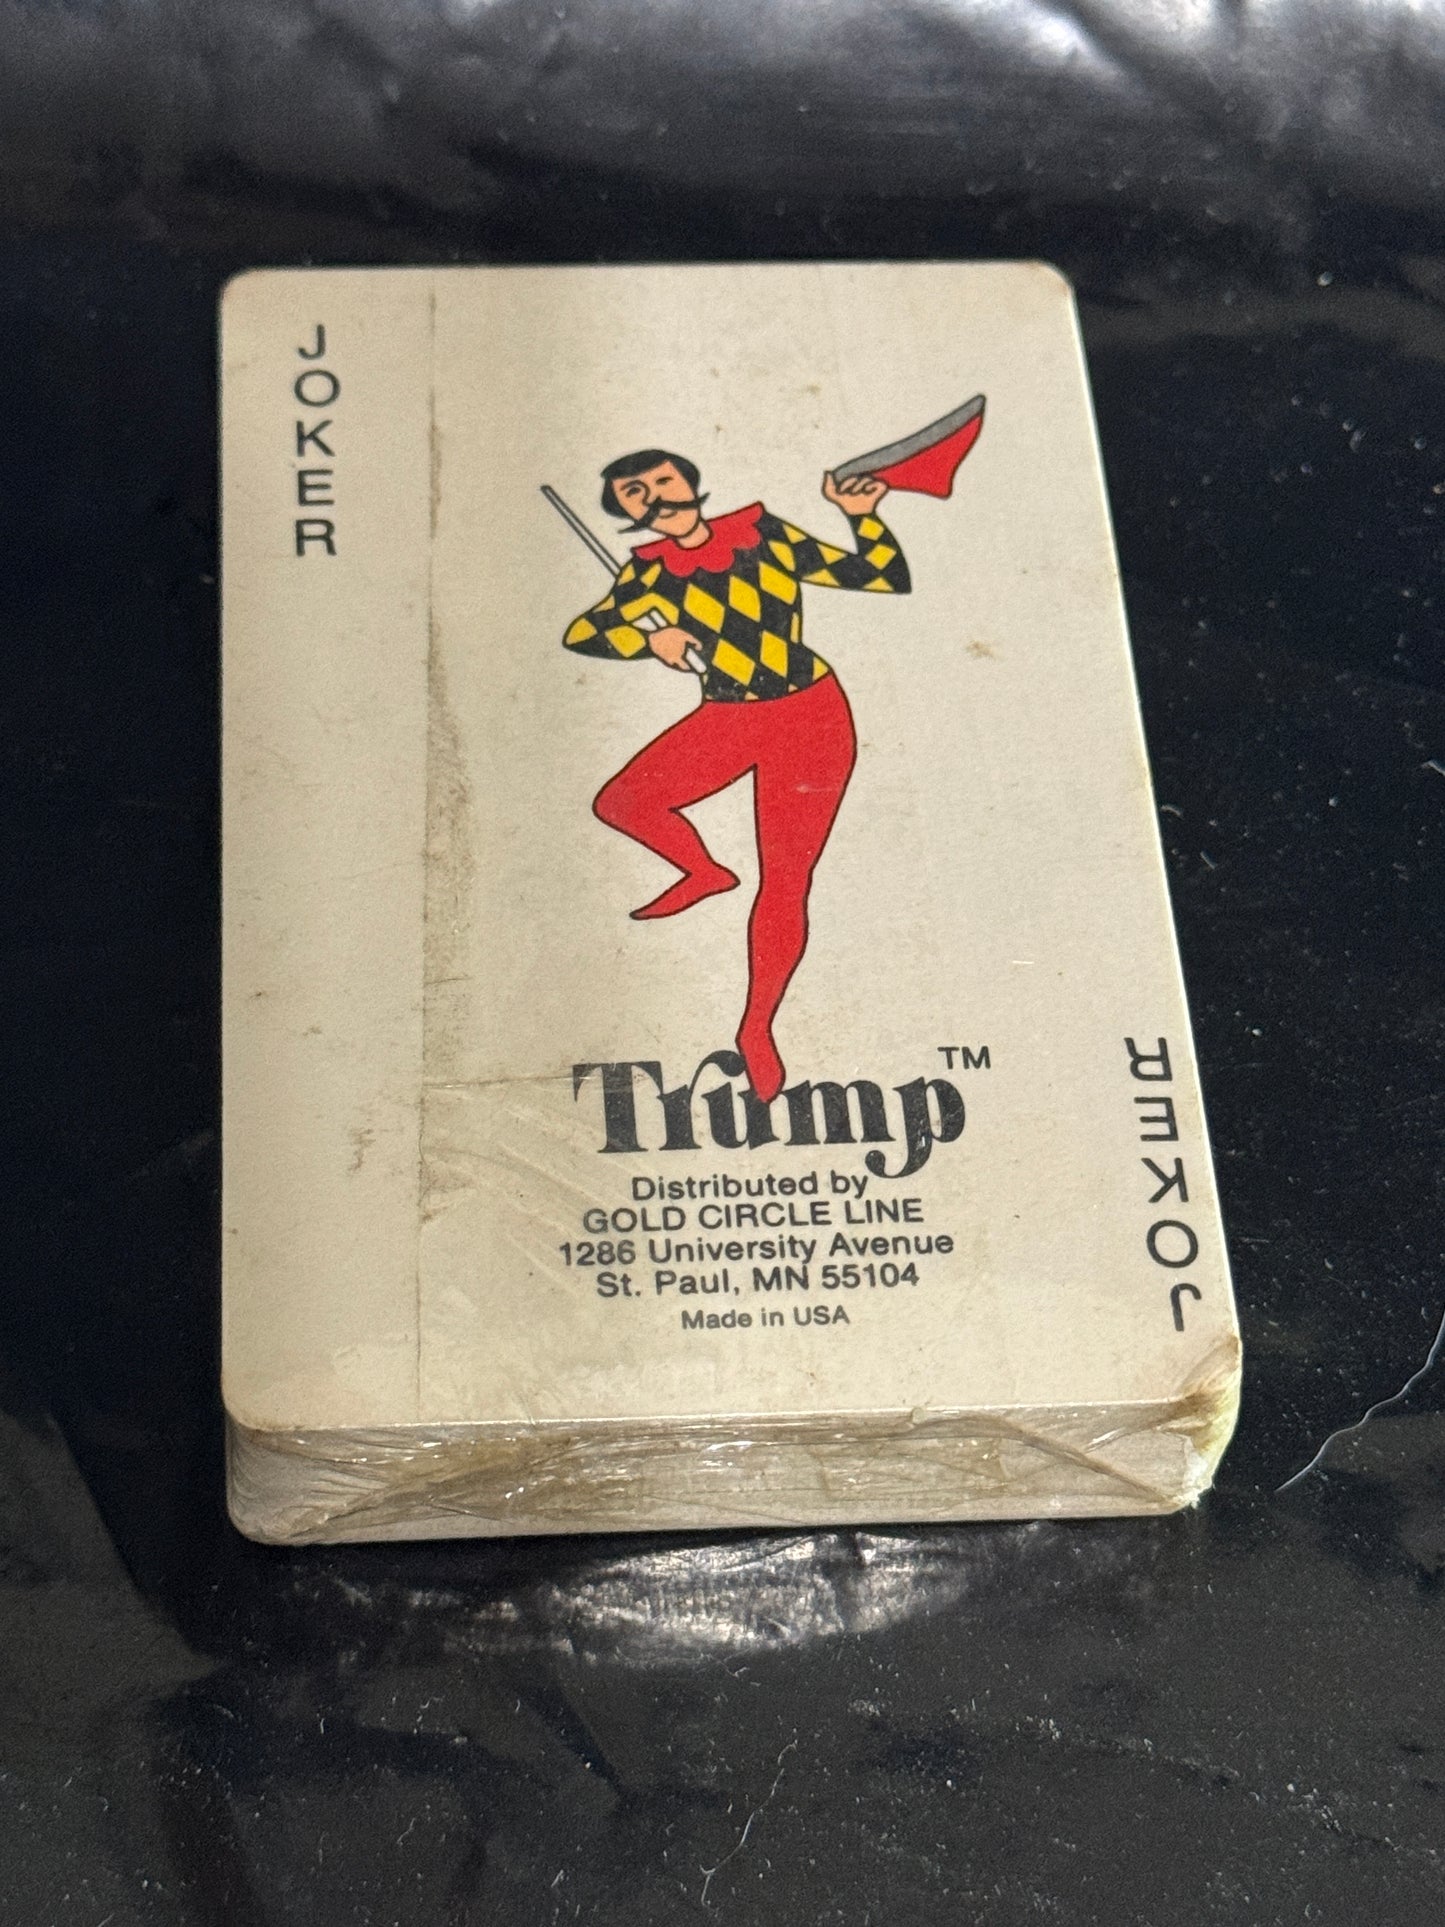 JOKER
Trump™
Distributed by
GOLD CIRCLE LINE
1286 University Avenue
St. Paul, MN 55104
Made in USA
JOKER